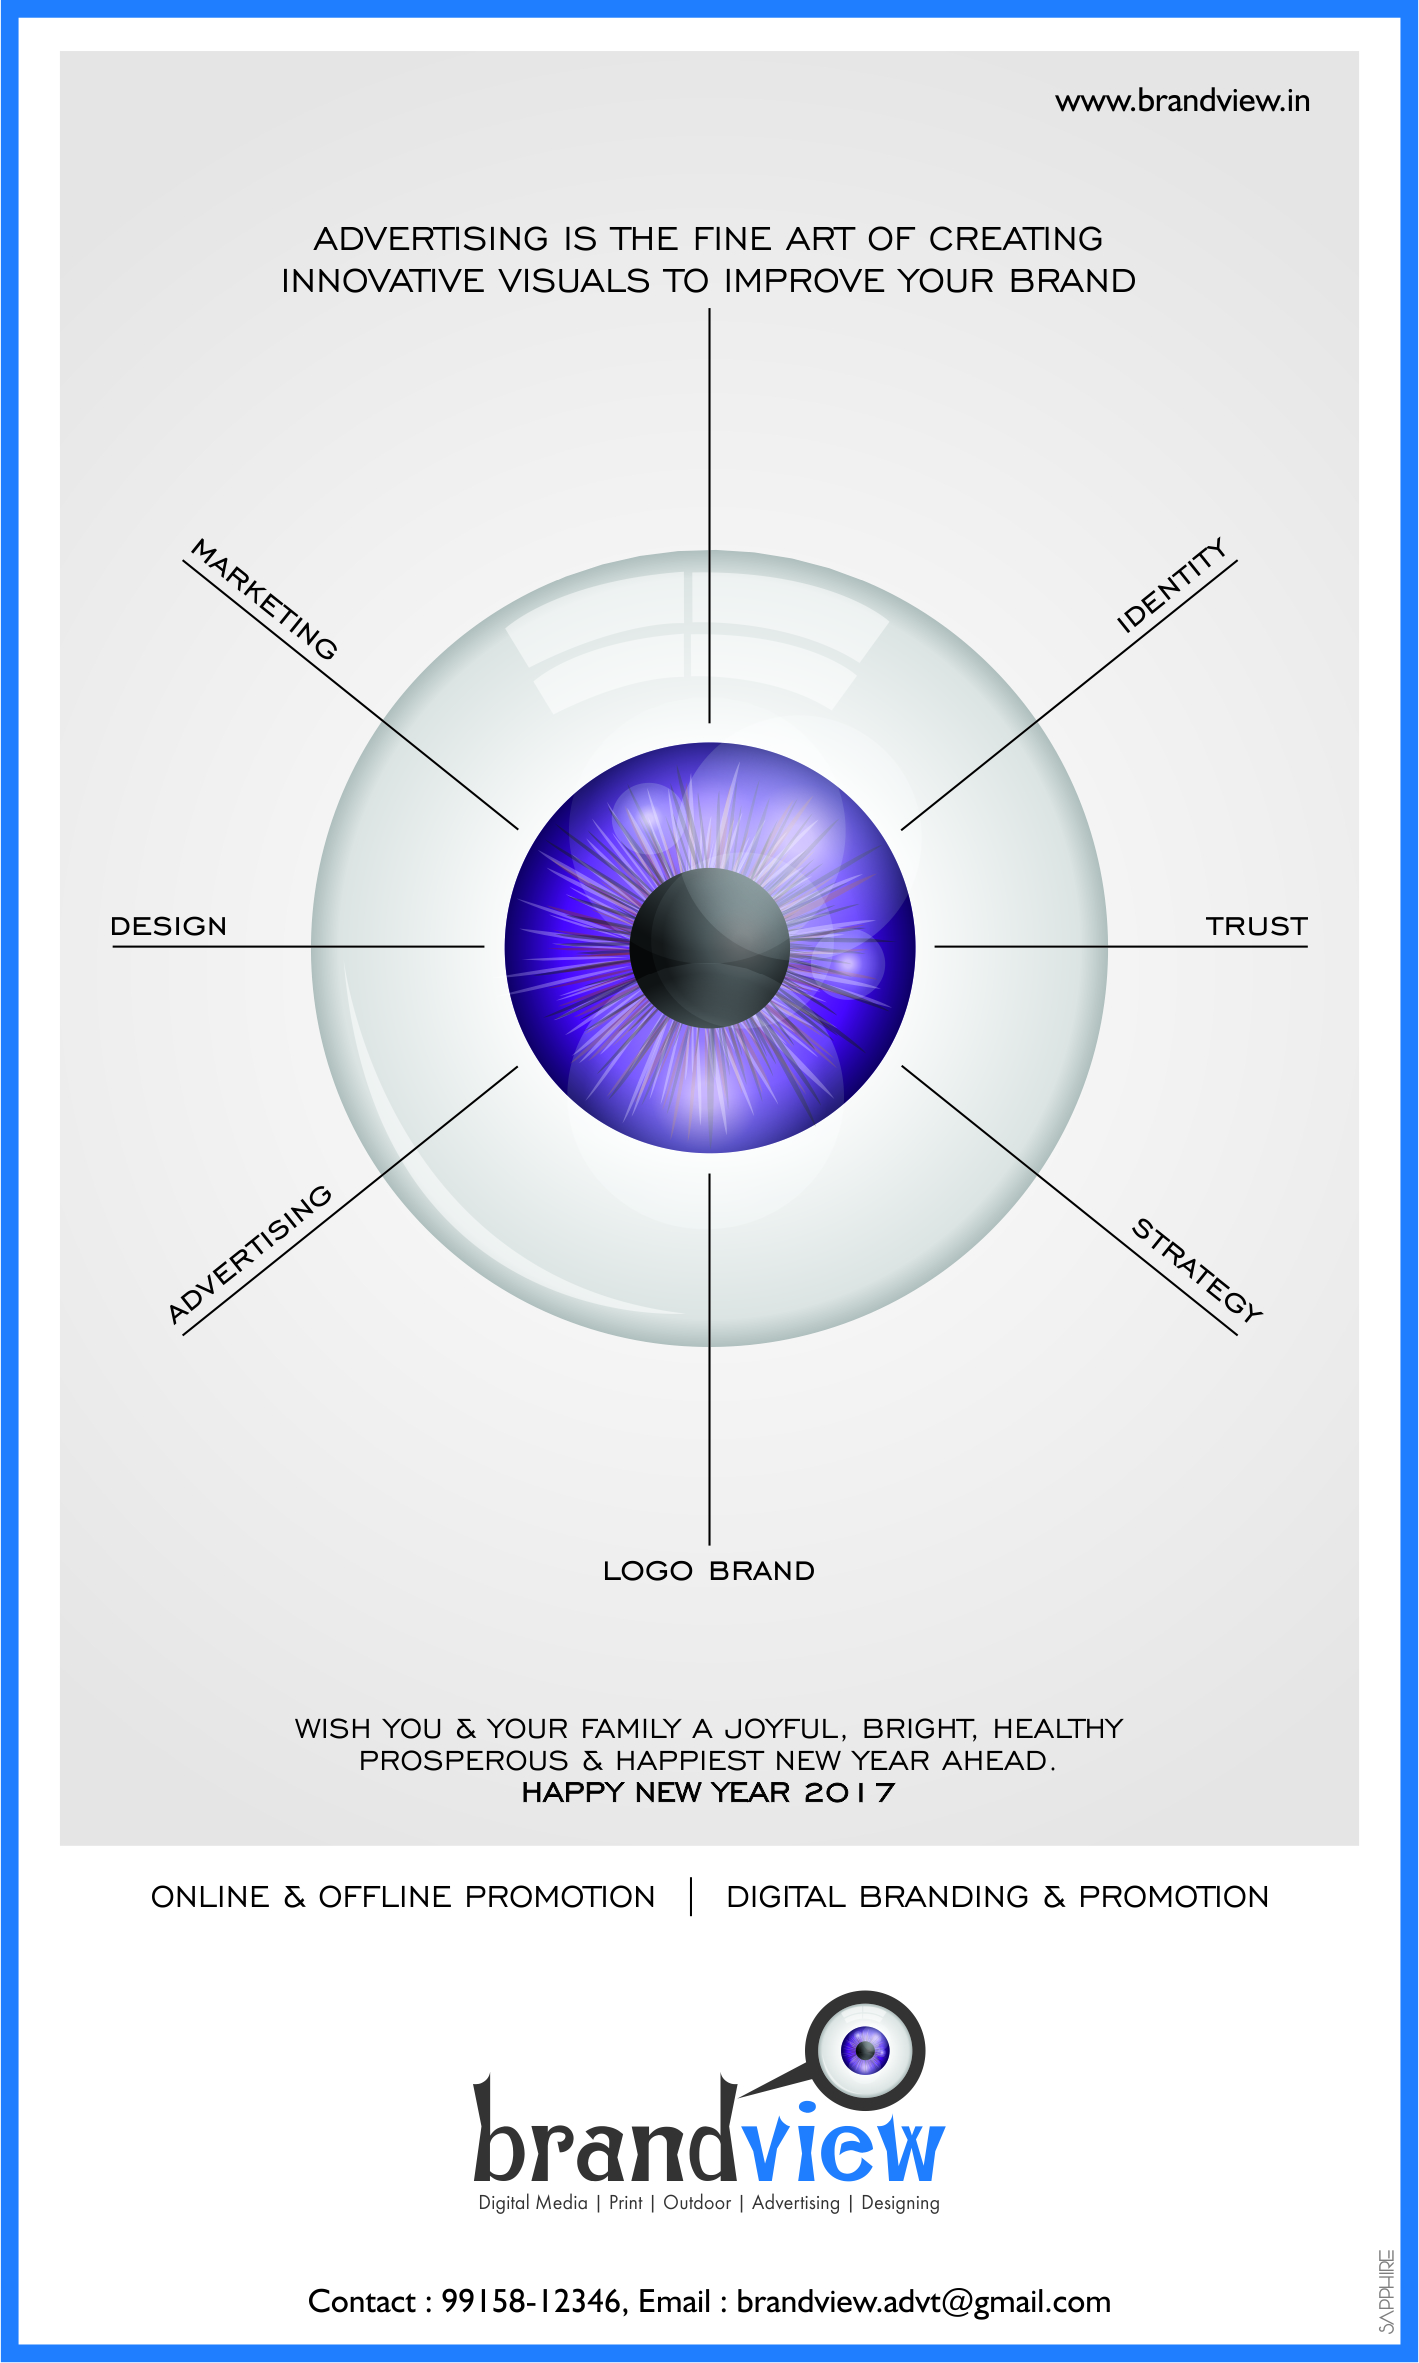 www.brandview.in
ADVERTISING IS THE FINE ART OF CREATING
INNOVATIVE VISUALS TO IMPROVE YOUR BRAND
MARKETING
IDENTITY
DESIGN
TRUST
ADVERTISING
STRATEGY
LOGO BRAND
WISH YOU & YOUR FAMILY A JOYFUL, BRIGHT, HEALTHY
PROSPEROUS & HAPPIEST NEW YEAR AHEAD.
HAPPY NEW YEAR 2017
ONLINE & OFFLINE PROMOTION | DIGITAL BRANDING & PROMOTION
brandview
Digital Media | Print | Outdoor | Advertising | Designing
Contact : 99158-12346, Email : brandview.advt@gmail.com
SAPPHIRE